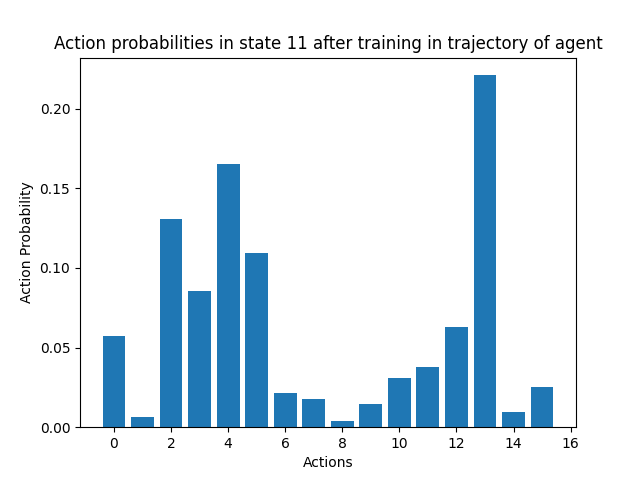 Action probabilities in state 11 after training in trajectory of agent
Action Probability
0.20
0.15
0.10
0.05
0.00
0 2 4 6 8 10 12 14 16
Actions